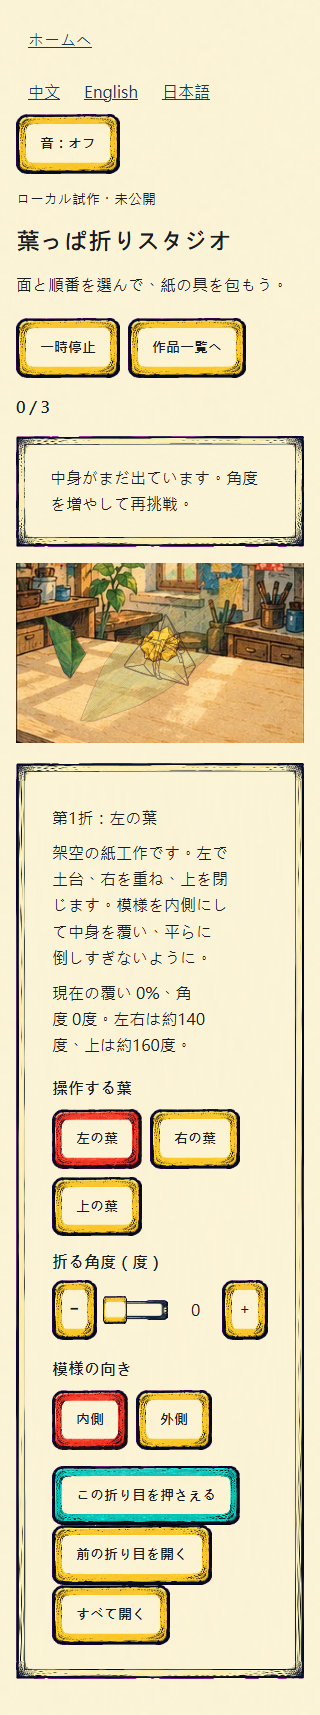 ホームへ
中文 English 日本語
音：オフ
ローカル試作・未公開
葉っぱ折りスタジオ
面と順番を選んで、紙の具を包もう。
一時停止 作品一覧へ
0 / 3
中身がまだ出ています。角度
を増やして再挑戦。
第1折：左の葉
架空の紙工作です。左で
土台、右を重ね、上を閉
じます。模様を内側にし
て中身を覆い、平らに
倒しすぎないように。
現在の覆い 0%、角
度 0度。左右は約140
度、上は約160度。
操作する葉
左の葉 右の葉
上の葉
折る角度（度）
− 0 +
模様の向き
内側 外側
この折り目を押さえる
前の折り目を開く
すべて開く